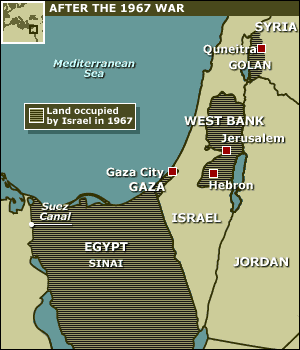 AFTER THE 1967 WAR
SYRIA
Quneitra
GOLAN
Mediterranean
Sea
Land occupied
by Israel in 1967
WEST BANK
Jerusalem
Gaza City
GAZA
Hebron
Suez
Canal
ISRAEL
EGYPT
SINAI
JORDAN